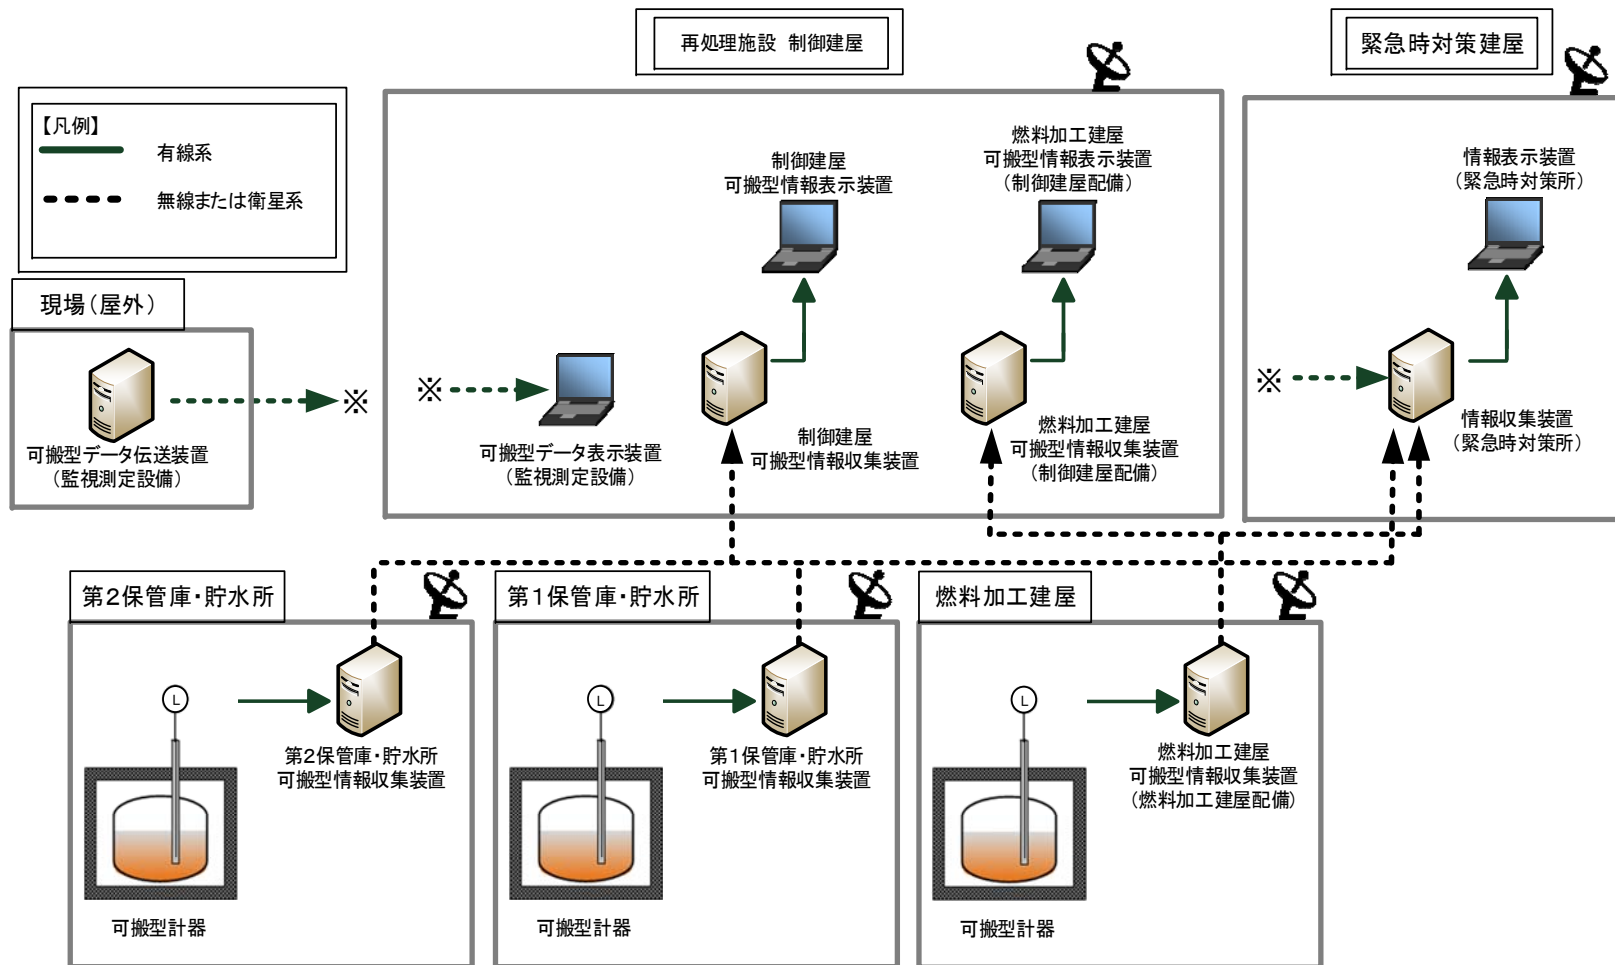 再処理施設 制御建屋
緊急時対策建屋
【凡例】
有線系
無線または衛星系
現場(屋外)
可搬型データ伝送装置
(監視測定設備)
※
※
可搬型データ表示装置
(監視測定設備)
制御建屋
可搬型情報表示装置
制御建屋
可搬型情報収集装置
燃料加工建屋
可搬型情報表示装置
(制御建屋配備)
燃料加工建屋
可搬型情報収集装置
(制御建屋配備)
情報表示装置
(緊急時対策所)
※
情報収集装置
(緊急時対策所)
第2保管庫・貯水所
L
第2保管庫・貯水所
可搬型情報収集装置
可搬型計器
第1保管庫・貯水所
L
第1保管庫・貯水所
可搬型情報収集装置
可搬型計器
燃料加工建屋
L
燃料加工建屋
可搬型情報収集装置
(燃料加工建屋配備)
可搬型計器